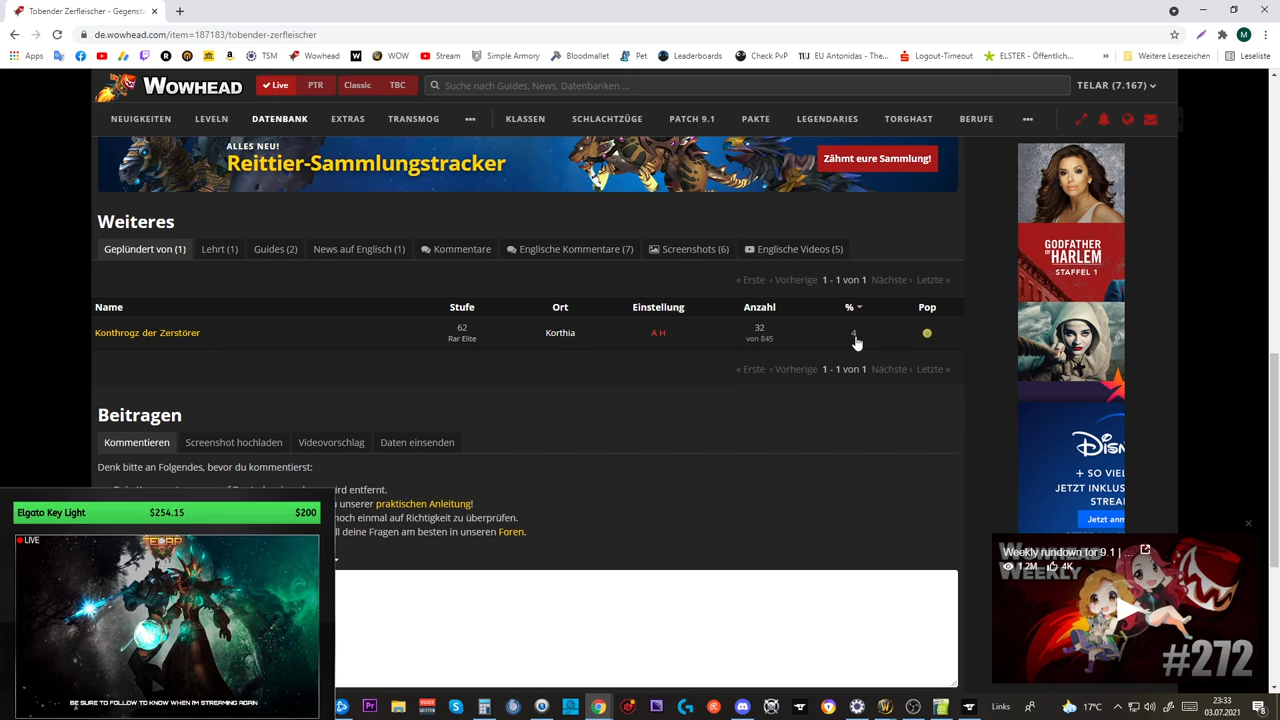 Tobender Zerfleischer - Gegenstä
de.wowhead.com/item=187183/tobender-zerfleischer
M
Apps TSM Wowhead WOW Stream Simple Armory Bloodmallet Pet Leaderboards Check PvP EU Antonidas - The... Logout-Timeout ELSTER - Öffentlich... » Weitere Lesezeichen Leseliste
WOWHEAD Live PTR Classic TBC Suche nach Guides, News, Datenbanken ... TELAR (7.167)
NEUIGKEITEN LEVELN DATENBANK EXTRAS TRANSMOG ••• KLASSEN SCHLACHTZÜGE PATCH 9.1 PAKTE LEGENDARIES TORGHAST BERUFE •••
ALLES NEU!
Reittier-Sammlungstracker
Zähmt eure Sammlung!
Weiteres
Geplündert von (1) Lehrt (1) Guides (2) News auf Englisch (1) Kommentare Englische Kommentare (7) Screenshots (6) Englische Videos (5)
« Erste ‹ Vorherige 1 - 1 von 1 Nächste › Letzte »
Name Stufe Ort Einstellung Anzahl % Pop
Konthrogz der Zerstörer 62 Korthia A H 32 4
Rar Elite von 845
« Erste ‹ Vorherige 1 - 1 von 1 Nächste › Letzte »
Beitragen
Kommentieren Screenshot hochladen Videovorschlag Daten einsenden
Denk bitte an Folgendes, bevor du kommentierst:
ird entfernt.
unserer praktischen Anleitung!
noch einmal auf Richtigkeit zu überprüfen.
ll deine Fragen am besten in unseren Foren.
Elgato Key Light $254.15 $200
LIVE
TELAR
BE SURE TO FOLLOW TO KNOW WHEN I'M STREAMING AGAIN
GODFATHER
OF HARLEM
STAFFEL 1
+ SO VIEL
JETZT INKLUS
STREA
Jetzt anm
Weekly rundown for 9.1 | ...
1.2M 4K
WOWHEAD
WEEKLY
#272
Links 17°C 23:33
03.07.2021